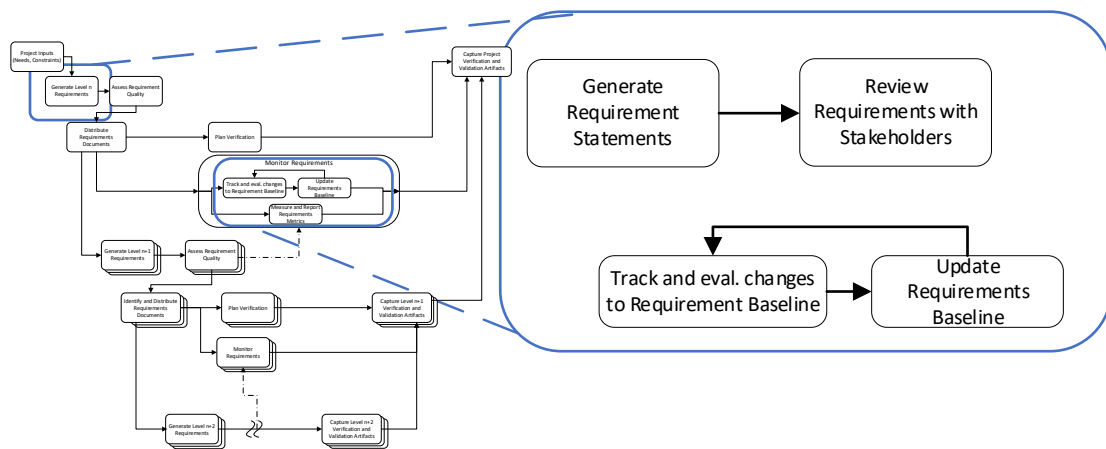 Project Inputs
(Needs, Constraints)
Generate Level n
Requirements
Assess Requirement
Quality
Distribute
Requirements
Documents
Plan Verification
Capture Project
Verification and
Validation Artifacts
Monitor Requirements
Track and eval. changes
to Requirement Baseline
Update
Requirements
Baseline
Measure and Report
Requirements
Metrics
Generate Level n+1
Requirements
Assess Requirement
Quality
Identify and Distribute
Requirements
Documents
Plan Verification
Capture Level n+1
Verification and
Validation Artifacts
Monitor
Requirements
Generate Level n+2
Requirements
Capture Level n+2
Verification and
Validation Artifacts
Generate
Requirement
Statements
Review
Requirements with
Stakeholders
Track and eval. changes
to Requirement Baseline
Update
Requirements
Baseline